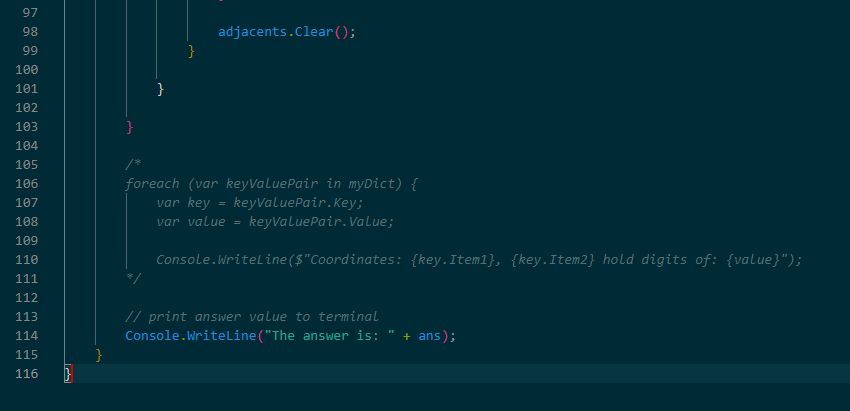 97
98 adjacents.Clear();
99 }
100
101 }
102
103 }
104
105 /*
106 foreach (var keyValuePair in myDict) {
107 var key = keyValuePair.Key;
108 var value = keyValuePair.Value;
109
110 Console.WriteLine($"Coordinates: {key.Item1}, {key.Item2} hold digits of: {value}");
111 */
112
113 // print answer value to terminal
114 Console.WriteLine("The answer is: " + ans);
115 }
116 }